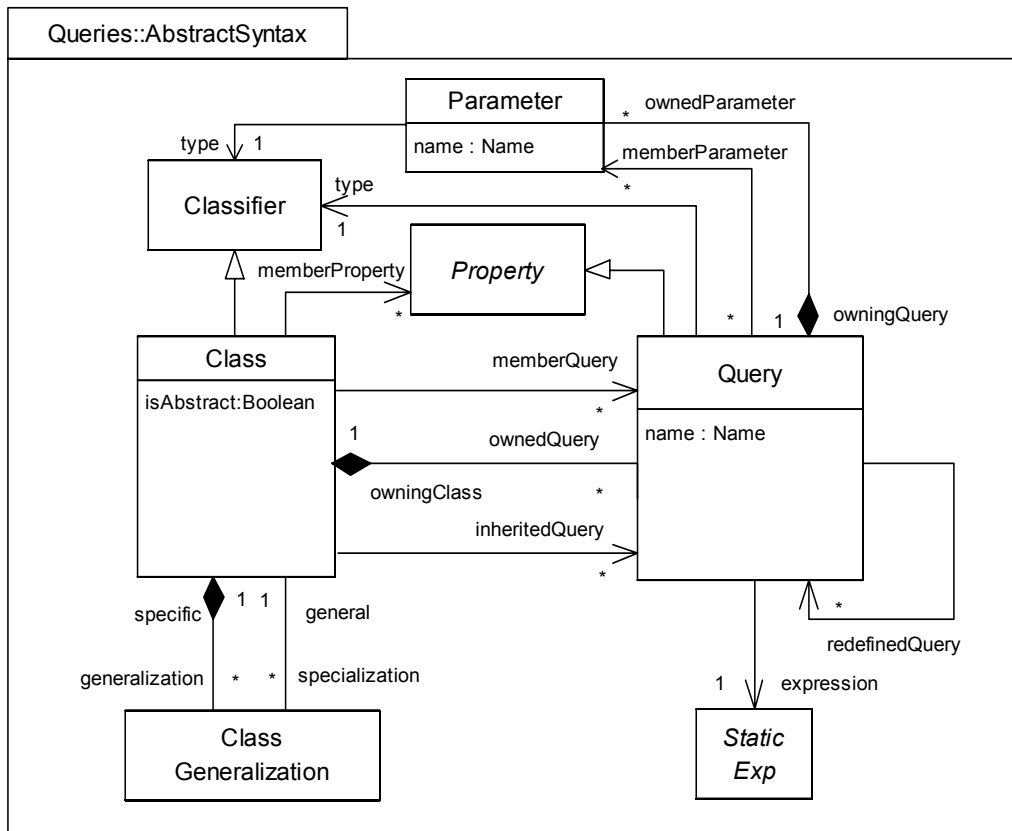 Queries::AbstractSyntax
Parameter
name : Name
* ownedParameter
memberParameter
*
type 1
type
1
Classifier
memberProperty
*
Property
* 1 owningQuery
Class
isAbstract:Boolean
memberQuery
*
Query
name : Name
1
ownedQuery
owningClass
*
inheritedQuery
*
specific 1 1 general
*
redefinedQuery
generalization * * specialization
1 expression
Class
Generalization
Static
Exp